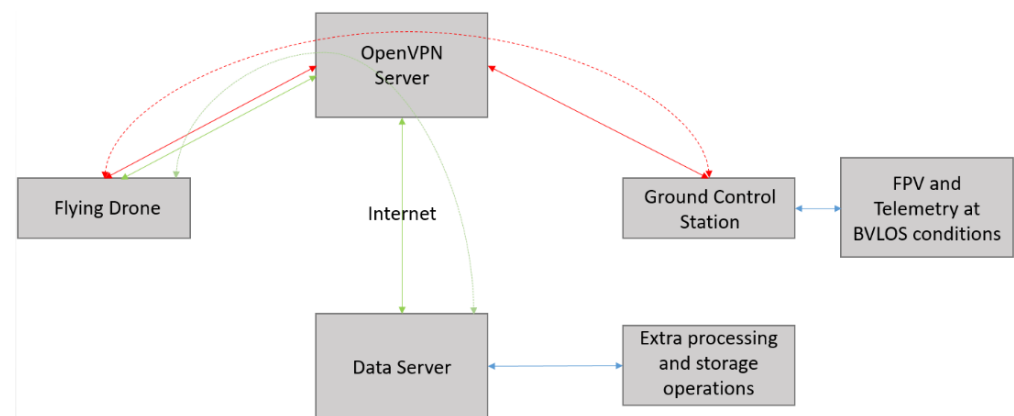 OpenVPN
Server
Flying Drone
Internet
Ground Control
Station
FPV and
Telemetry at
BVLOS conditions
Data Server
Extra processing
and storage
operations